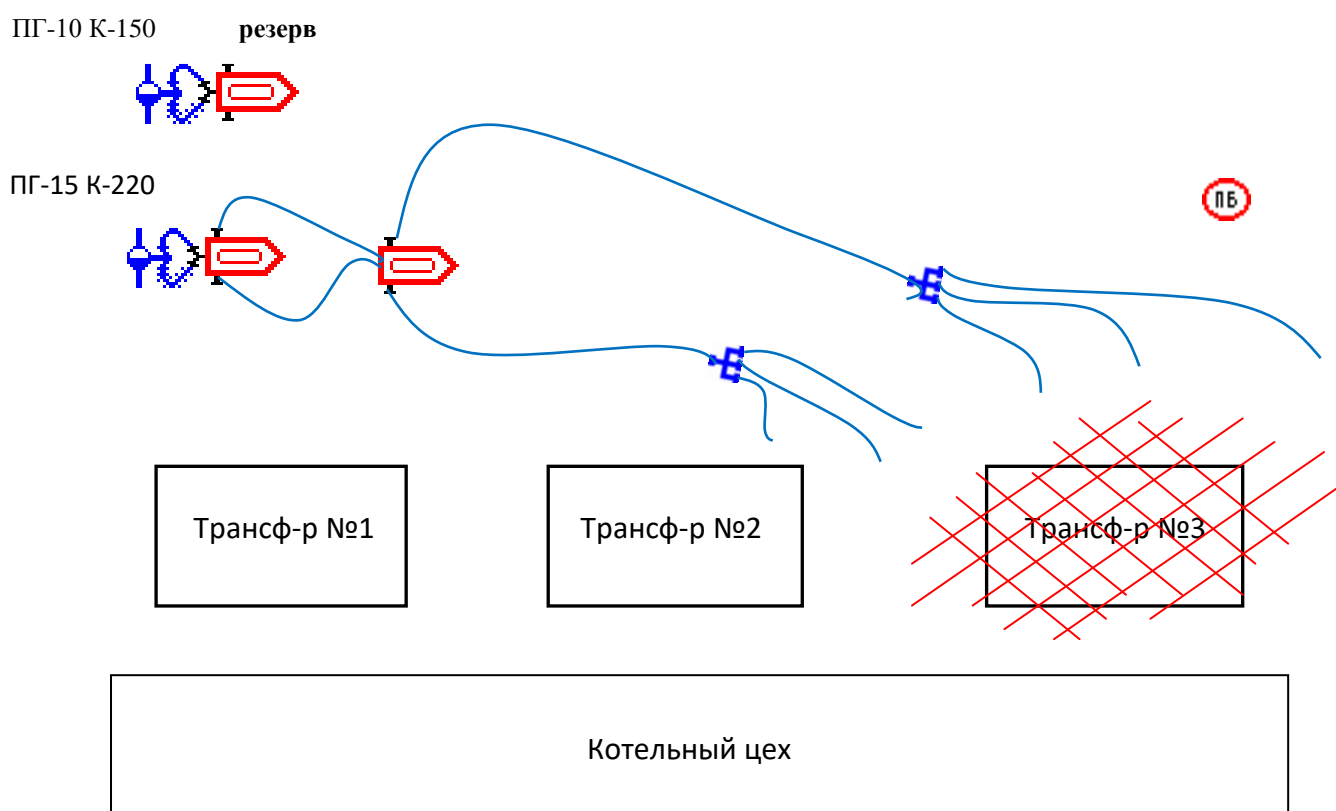 ПГ-10 К-150 резерв
ПГ-15 К-220
ПБ
Трансф-р №1
Трансф-р №2
Трансф-р №3
Котельный цех